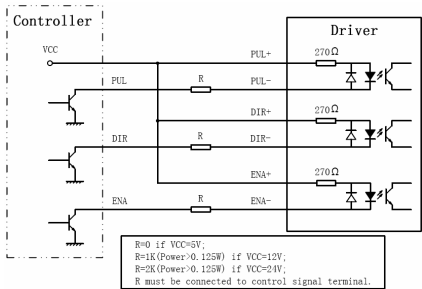 Controller
Driver
VCC
PUL+
270Ω
PUL
R
PUL-
DIR+
270Ω
DIR
R
DIR-
ENA+
270Ω
ENA
R
ENA-
R=0 if VCC=5V;
R=1K(Power>0.125W) if VCC=12V;
R=2K(Power>0.125W) if VCC=24V;
R must be connected to control signal terminal.